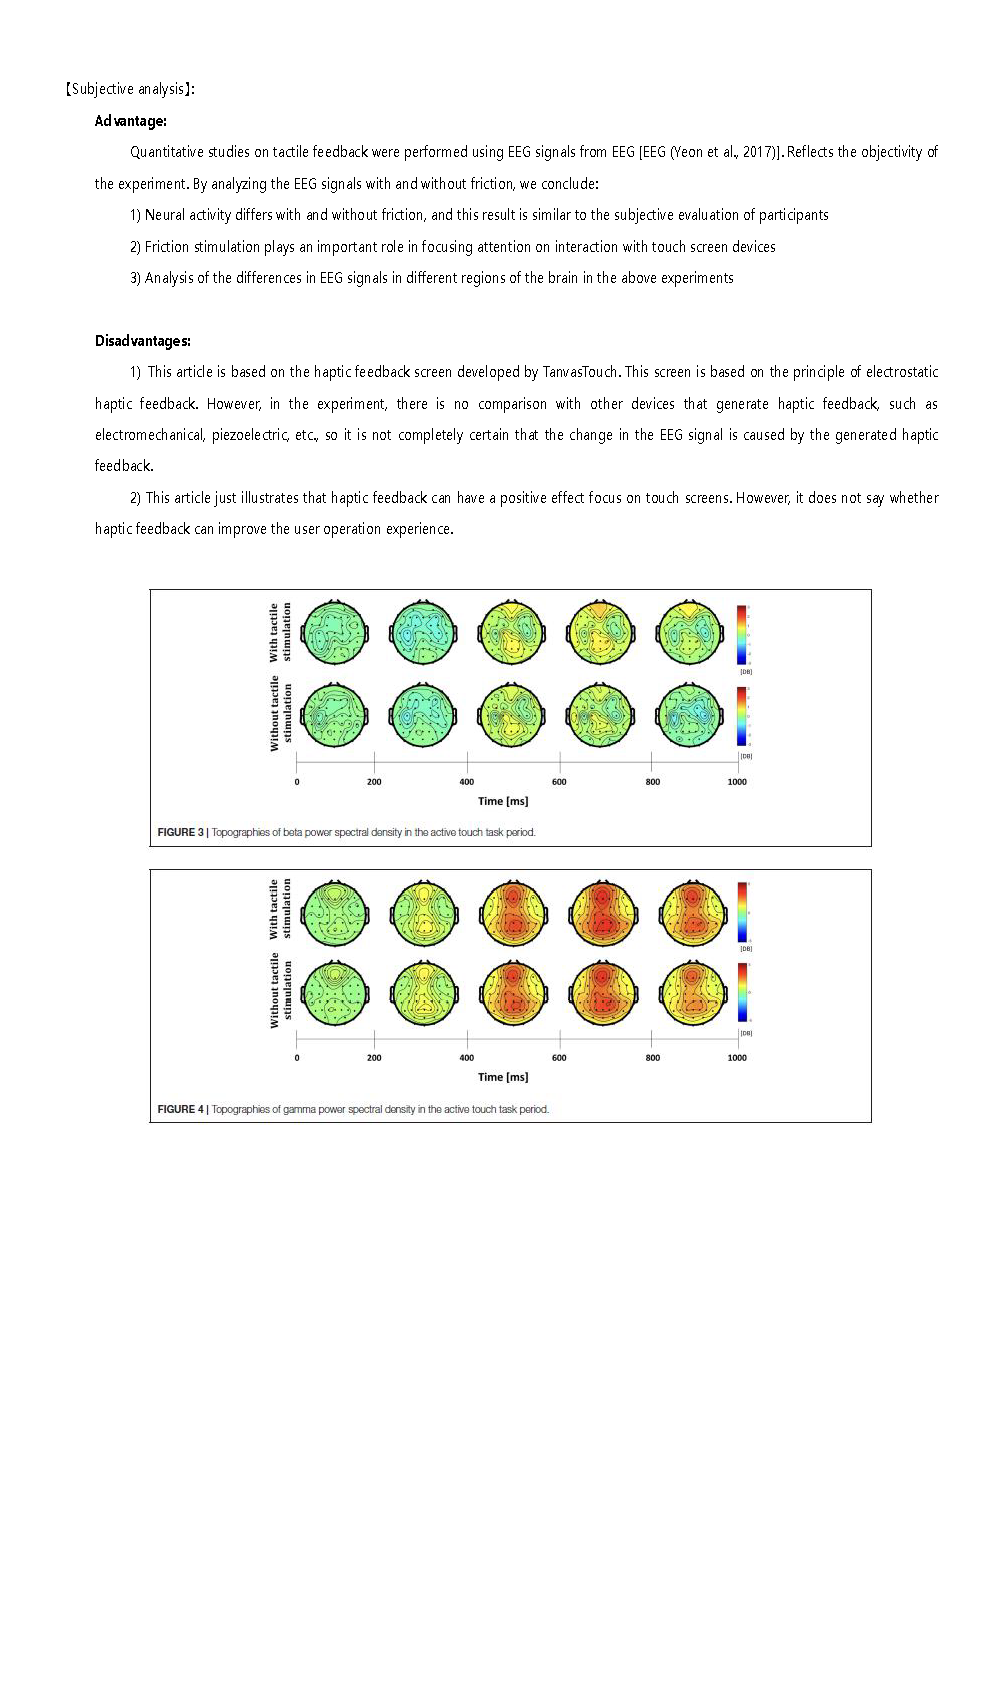 【Subjective analysis】:
Advantage:
Quantitative studies on tactile feedback were performed using EEG signals from EEG [EEG (Yeon et al., 2017)]. Reflects the objectivity of
the experiment. By analyzing the EEG signals with and without friction, we conclude:
1) Neural activity differs with and without friction, and this result is similar to the subjective evaluation of participants
2) Friction stimulation plays an important role in focusing attention on interaction with touch screen devices
3) Analysis of the differences in EEG signals in different regions of the brain in the above experiments
Disadvantages:
1) This article is based on the haptic feedback screen developed by TanvasTouch. This screen is based on the principle of electrostatic
haptic feedback. However, in the experiment, there is no comparison with other devices that generate haptic feedback, such as
electromechanical, piezoelectric, etc., so it is not completely certain that the change in the EEG signal is caused by the generated haptic
feedback.
2) This article just illustrates that haptic feedback can have a positive effect focus on touch screens. However, it does not say whether
haptic feedback can improve the user operation experience.
With tactile
stimulation
[DB]
Without tactile
stimulation
[DB]
0 200 400 600 800 1000
Time [ms]
FIGURE 3 | Topographies of beta power spectral density in the active touch task period.
With tactile
stimulation
[DB]
Without tactile
stimulation
[DB]
0 200 400 600 800 1000
Time [ms]
FIGURE 4 | Topographies of gamma power spectral density in the active touch task period.